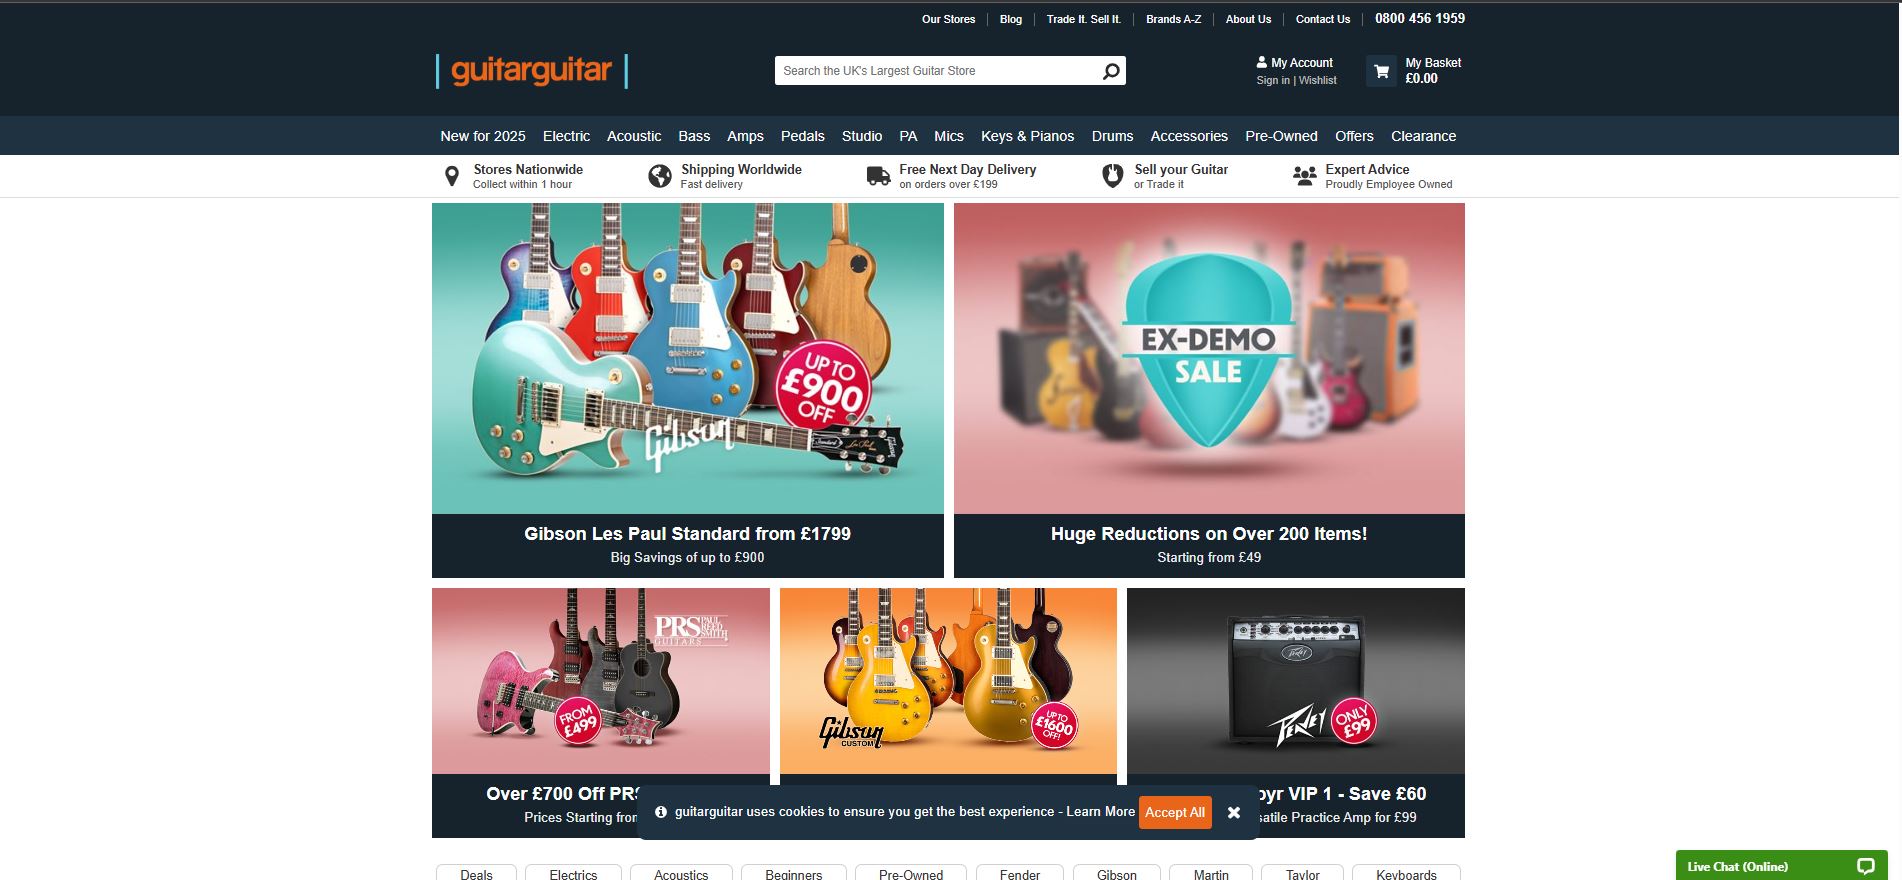 Our Stores
Blog
Trade It. Sell It.
Brands A-Z
About Us
Contact Us
0800 456 1959
guitarguitar
Search the UK's Largest Guitar Store
My Account
Sign in | Wishlist
My Basket
£0.00
New for 2025
Electric
Acoustic
Bass
Amps
Pedals
Studio
PA
Mics
Keys & Pianos
Drums
Accessories
Pre-Owned
Offers
Clearance
Stores Nationwide
Collect within 1 hour
Shipping Worldwide
Fast delivery
Free Next Day Delivery
on orders over £199
Sell your Guitar
or Trade it
Expert Advice
Proudly Employee Owned
UP TO
£900
OFF
Gibson
Standard
Gibson
Gibson Les Paul Standard from £1799
Big Savings of up to £900
EX-DEMO
SALE
Huge Reductions on Over 200 Items!
Starting from £49
PRS PAUL
REED
SMITH
GUITARS
FROM
£499
Over £700 Off PRS
Prices Starting from
Gibson
CUSTOM
UP TO
£1600
OFF!
Peavey
PEAVEY
ONLY
£99
VIP 1 - Save £60
Practice Amp for £99
guitarguitar uses cookies to ensure you get the best experience - Learn More
Accept All
Deals
Electrics
Acoustics
Beginners
Pre-Owned
Fender
Gibson
Martin
Taylor
Keyboards
Live Chat (Online)